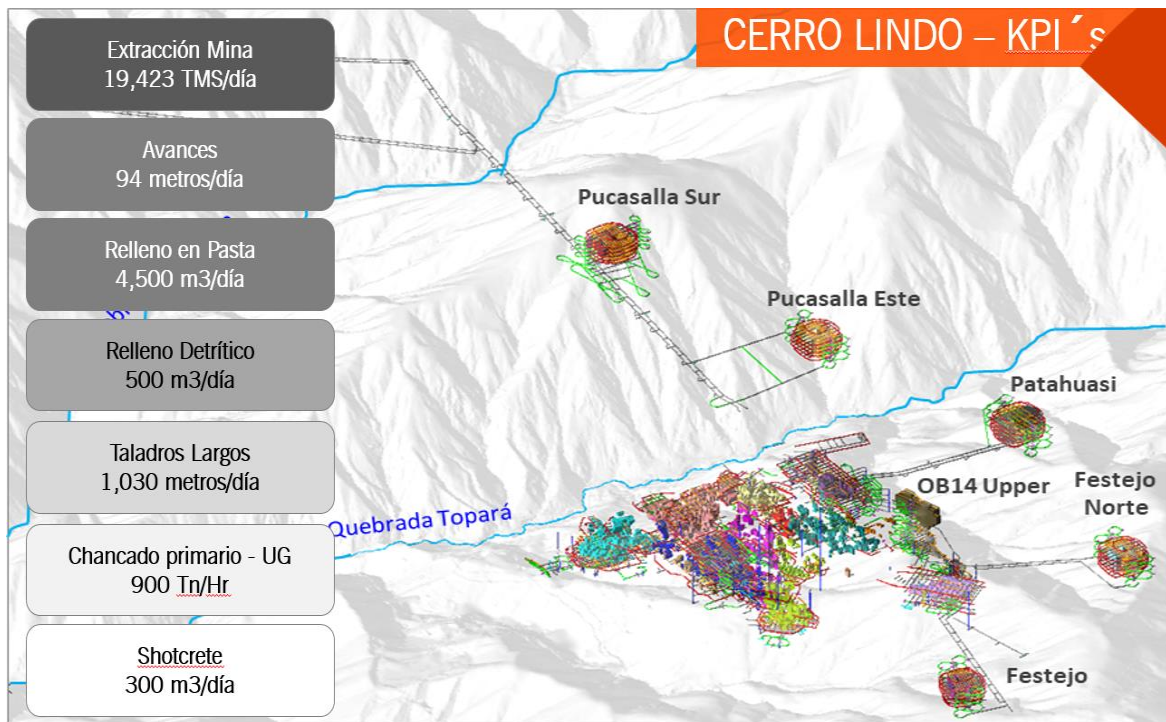 CERRO LINDO – KPI´s
Extracción Mina
19,423 TMS/día
Avances
94 metros/día
Relleno en Pasta
4,500 m3/día
Relleno Detrítico
500 m3/día
Taladros Largos
1,030 metros/día
Chancado primario - UG
900 Tn/Hr
Shotcrete
300 m3/día
Pucasalla Sur
Pucasalla Este
Patahuasi
OB14 Upper
Festejo
Norte
Quebrada Topará
Festejo